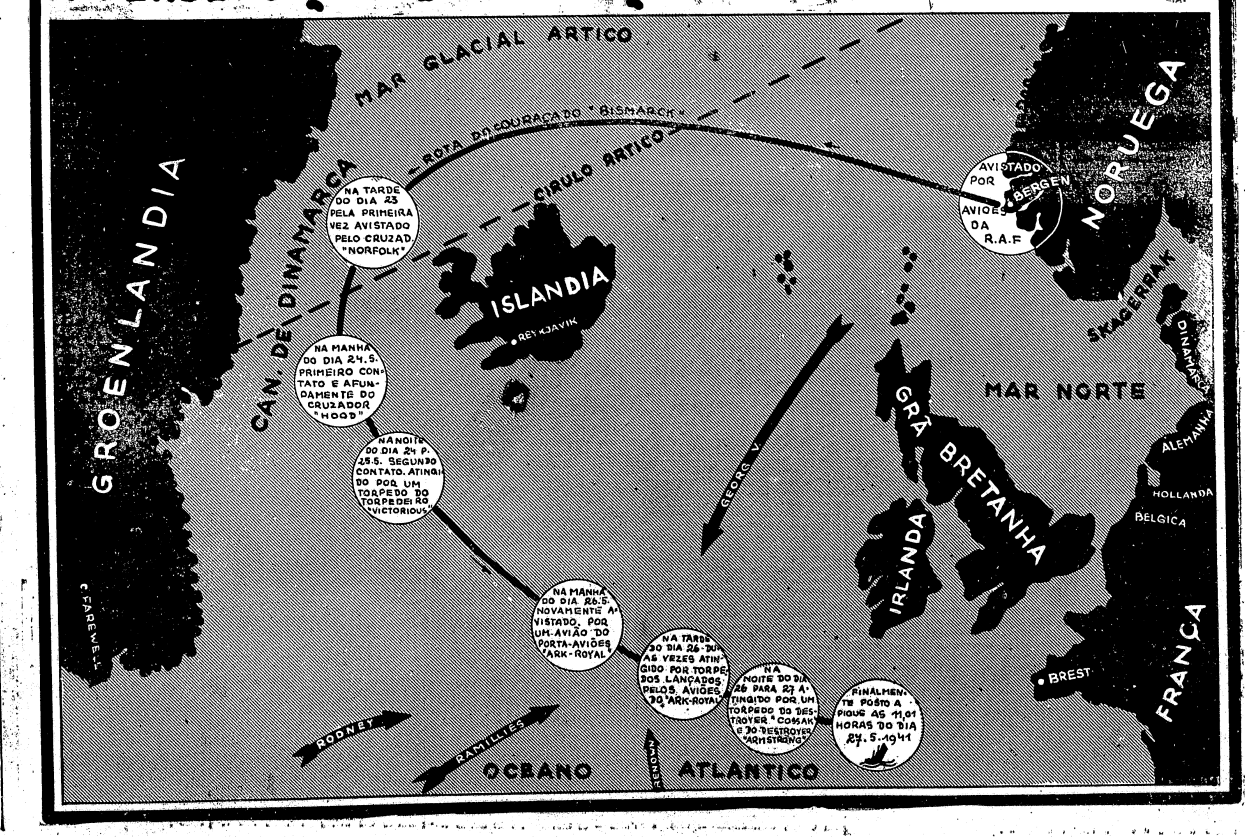 MAR GLACIAL ARTICO
ROTA DO COURAÇADO "BISMARCK"
CIRULO ARTICO
NORUEGA
AVISTADO
POR
BERGEN
AVIOES
DA
R.A.F
GROENLANDIA
CAN. DE DINAMARCA
NA TARDE
DO DIA 23
PELA PRIMEIRA
VEZ AVISTADO
PELO CRUZAD.
"NORFOLK"
ISLANDIA
REYKJAVIK
SKAGERRAK
DINAMARCA
NA MANHA
DO DIA 24.5.
PRIMEIRO CON-
TATO E AFUN-
DAMENTE DO
CRUZADOR
"HOOD"
MAR NORTE
GRÃ BRETANHA
ALEMANHA
NA NOITE
DO DIA 24 P.
25.5. SEGUNDO
CONTATO. ATINGI-
DO POR UM
TORPEDO DO
TORPEDEIRO
"VICTORIOUS"
GEORG V.
HOLLANDA
BELGICA
IRLANDA
C FAREWELL
NA MANHA
DO DIA 26.5.
NOVAMENTE A-
VISTADO, POR
UM AVIÃO DO
PORTA-AVIÕES
"ARK-ROYAL"
NA TARDE
DO DIA 26 DU-
AS VEZES ATIN-
GIDO POR TORPE-
DOS LANÇADOS
PELOS AVIÕES
DO "ARK-ROYAL"
NA
NOITE DO DIA
26 PARA 27 A-
TINGIDO POR UM
TORPEDO DO DES-
TROYER "COSSAK"
E DO DESTROYER
"ARMSTRONG"
FINALMEN-
TE POSTO A
PIQUE AS 11,01
HORAS DO DIA
27.5.1941
BREST
FRANÇA
RODNEY
RAMILLIES
OCEANO ATLANTICO